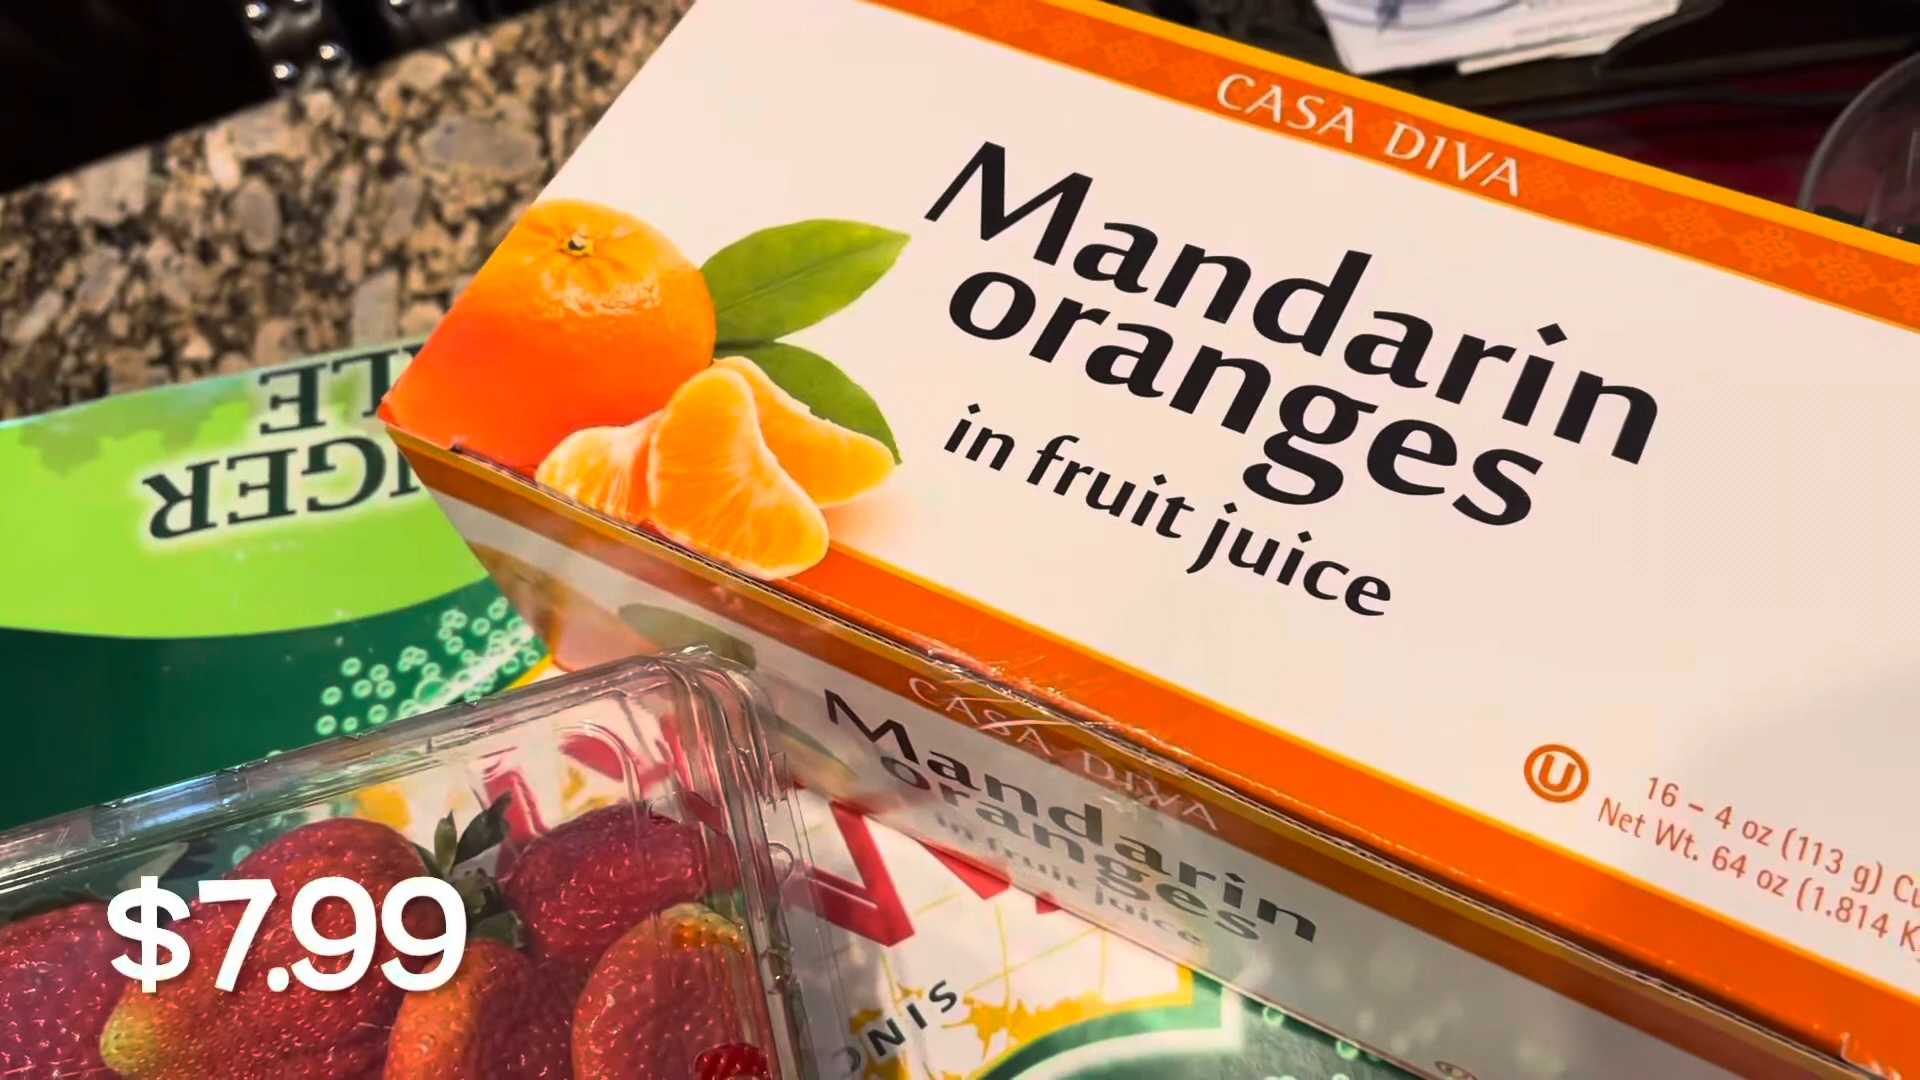 CASA DIVA
Mandarin
oranges
in fruit juice
16 – 4 oz (113 g)
Net Wt. 64 oz (1.814
CASA DIVA
Mandarin
oranges
in fruit juice
$7.99